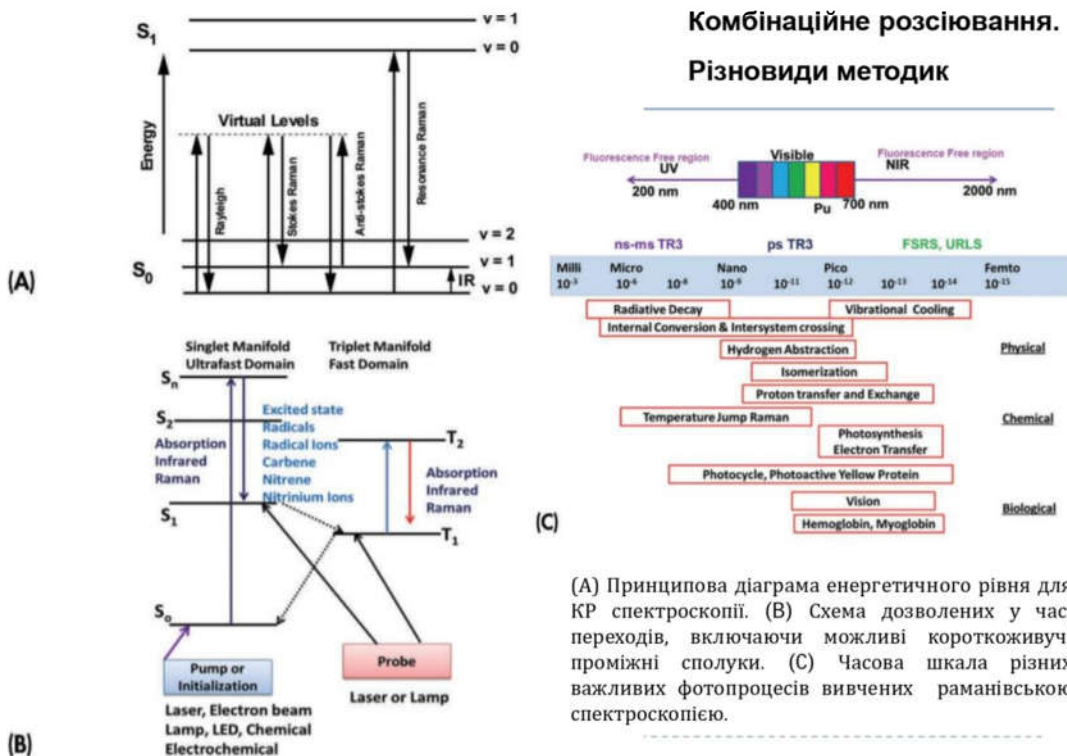 Комбінаційне розсіювання.
Різновиди методик
v = 1
S1
v = 0
Virtual Levels
Energy
Rayleigh
Stokes Raman
Anti-stokes Raman
Resonance Raman
v = 2
S0
v = 1
IR
v = 0
(A)
Singlet Manifold
Ultrafast Domain
Triplet Manifold
Fast Domain
Sn
S2
Absorption
Infrared
Raman
Excited state
Radicals
Radical Ions
Carbene
Nitrene
Nitrinium Ions
T2
Absorption
Infrared
Raman
S1
T1
So
Pump or
Initialization
Probe
Laser or Lamp
Laser, Electron beam
Lamp, LED, Chemical
Electrochemical
(B)
Fluorescence Free region
UV
200 nm
Visible
Fluorescence Free region
NIR
2000 nm
400 nm
Pu
700 nm
ns-ms TR3
ps TR3
FSRS, URLS
Milli Micro Nano Pico Femto
10-3 10-6 10-8 10-9 10-11 10-12 10-13 10-14 10-15
Radiative Decay
Vibrational Cooling
Internal Conversion & Intersystem crossing
Hydrogen Abstraction
Physical
Isomerization
Proton transfer and Exchange
Temperature Jump Raman
Chemical
Photosynthesis
Electron Transfer
Photocycle, Photoactive Yellow Protein
Vision
Biological
Hemoglobin, Myoglobin
(C)
(A) Принципова діаграма енергетичного рівня для
КР спектроскопії. (B) Схема дозволених у час
переходів, включаючи можливі короткоживуч
проміжні сполуки. (C) Часова шкала різних
важливих фотопроцесів вивчених раманівською
спектроскопією.